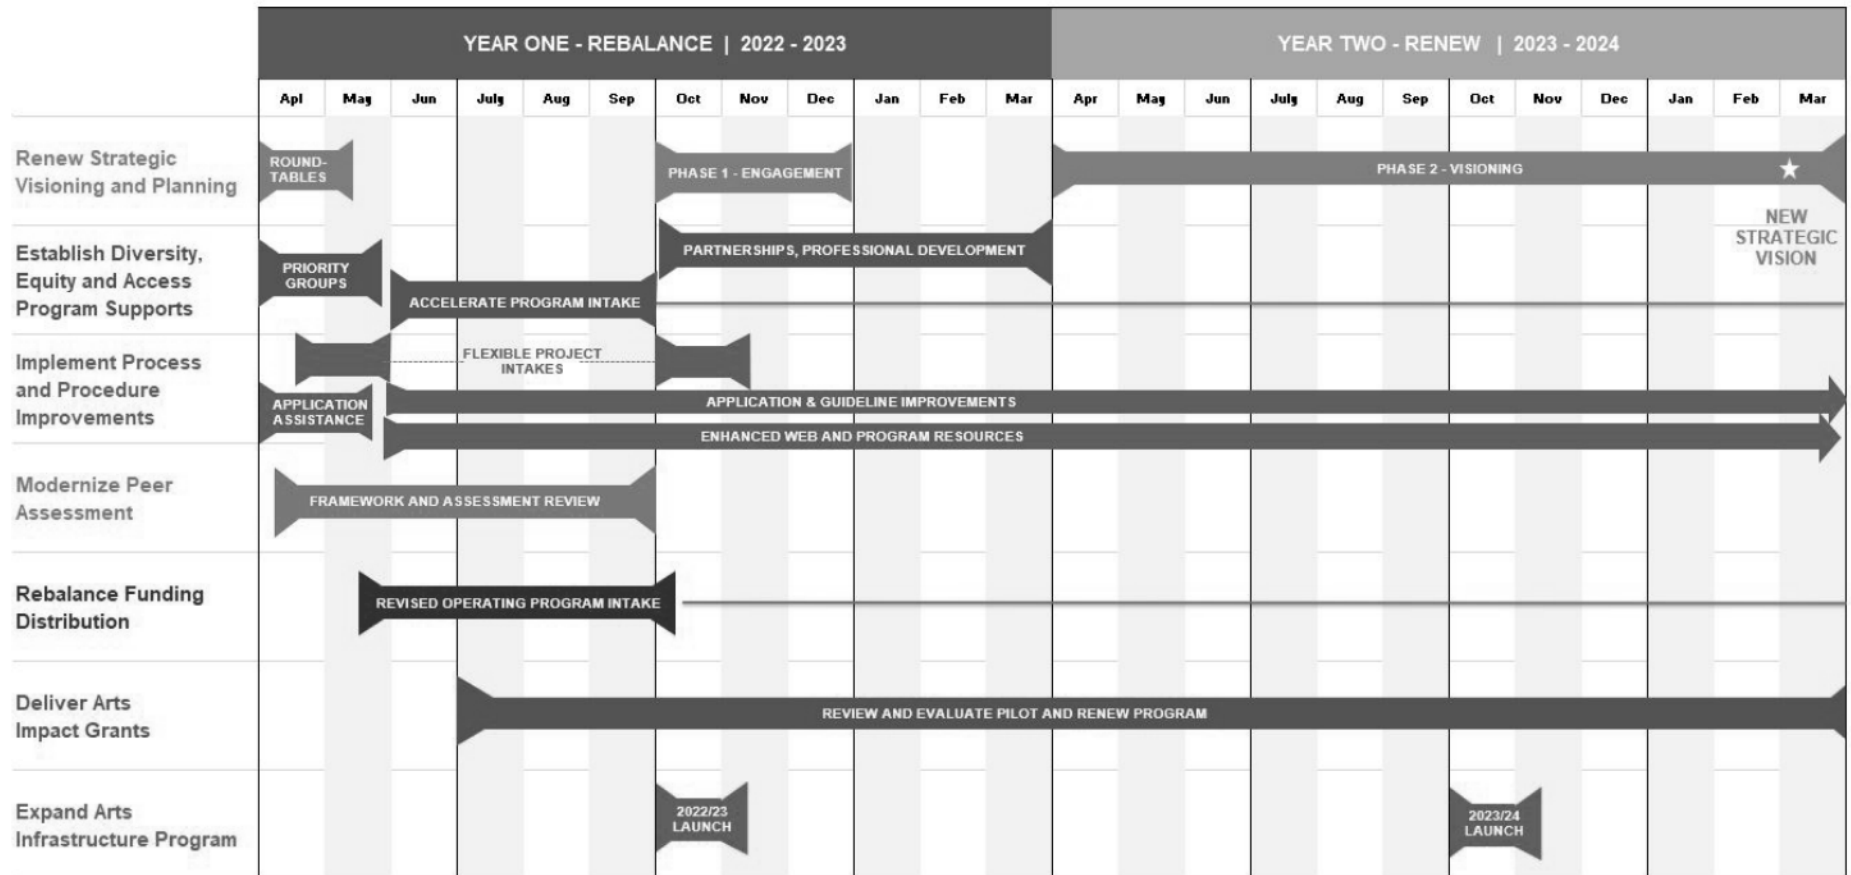 YEAR ONE - REBALANCE | 2022 - 2023
YEAR TWO - RENEW | 2023 - 2024
Apl May Jun July Aug Sep Oct Nov Dec Jan Feb Mar Apr May Jun July Aug Sep Oct Nov Dec Jan Feb Mar
Renew Strategic
Visioning and Planning
ROUND-
TABLES
PHASE 1 - ENGAGEMENT
PHASE 2 - VISIONING
NEW
STRATEGIC
VISION
Establish Diversity,
Equity and Access
Program Supports
PRIORITY
GROUPS
PARTNERSHIPS, PROFESSIONAL DEVELOPMENT
ACCELERATE PROGRAM INTAKE
Implement Process
and Procedure
Improvements
FLEXIBLE PROJECT
INTAKES
APPLICATION
ASSISTANCE
APPLICATION & GUIDELINE IMPROVEMENTS
ENHANCED WEB AND PROGRAM RESOURCES
Modernize Peer
Assessment
FRAMEWORK AND ASSESSMENT REVIEW
Rebalance Funding
Distribution
REVISED OPERATING PROGRAM INTAKE
Deliver Arts
Impact Grants
REVIEW AND EVALUATE PILOT AND RENEW PROGRAM
Expand Arts
Infrastructure Program
2022/23
LAUNCH
2023/24
LAUNCH